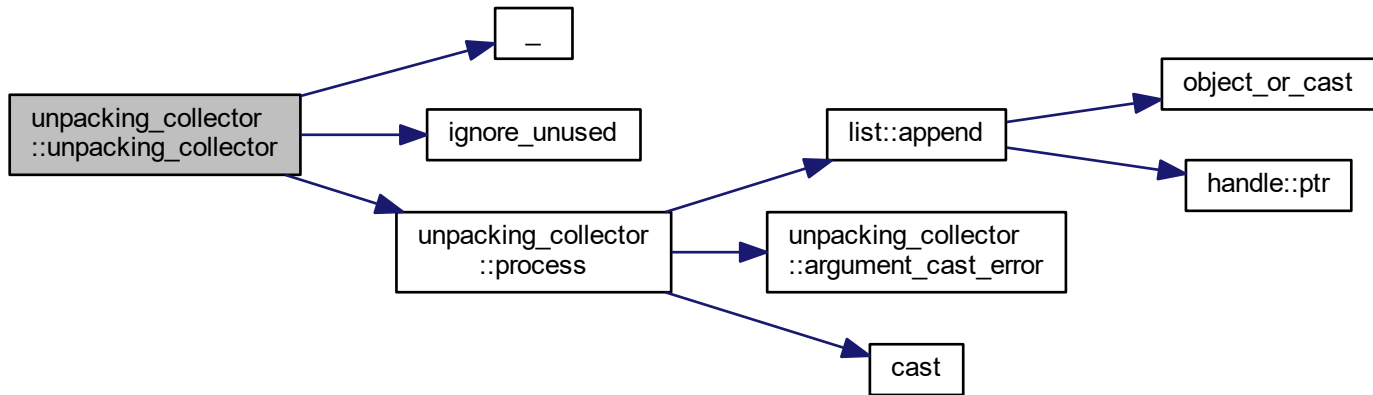 _
unpacking_collector
::unpacking_collector
ignore_unused
unpacking_collector
::process
list::append
unpacking_collector
::argument_cast_error
cast
object_or_cast
handle::ptr